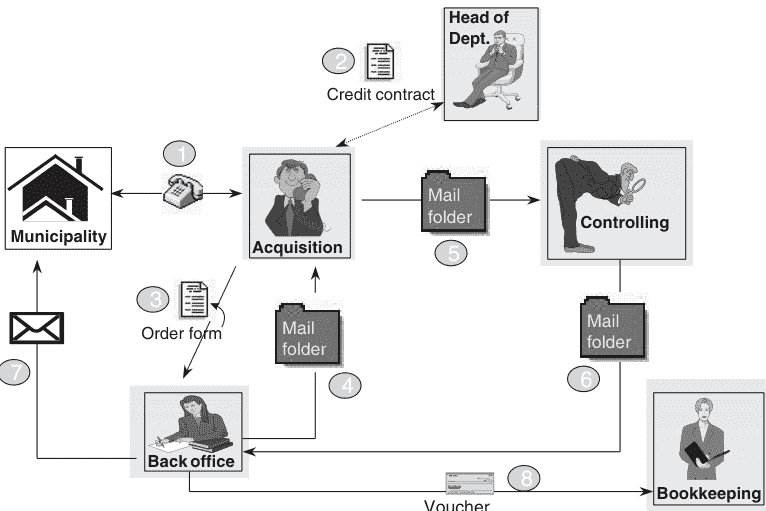 Head of
Dept.
2
Credit contract
1
Municipality
Acquisition
Mail
folder
5
Controlling
3
Order form
Mail
folder
4
Mail
folder
6
7
Back office
8
Voucher
Bookkeeping